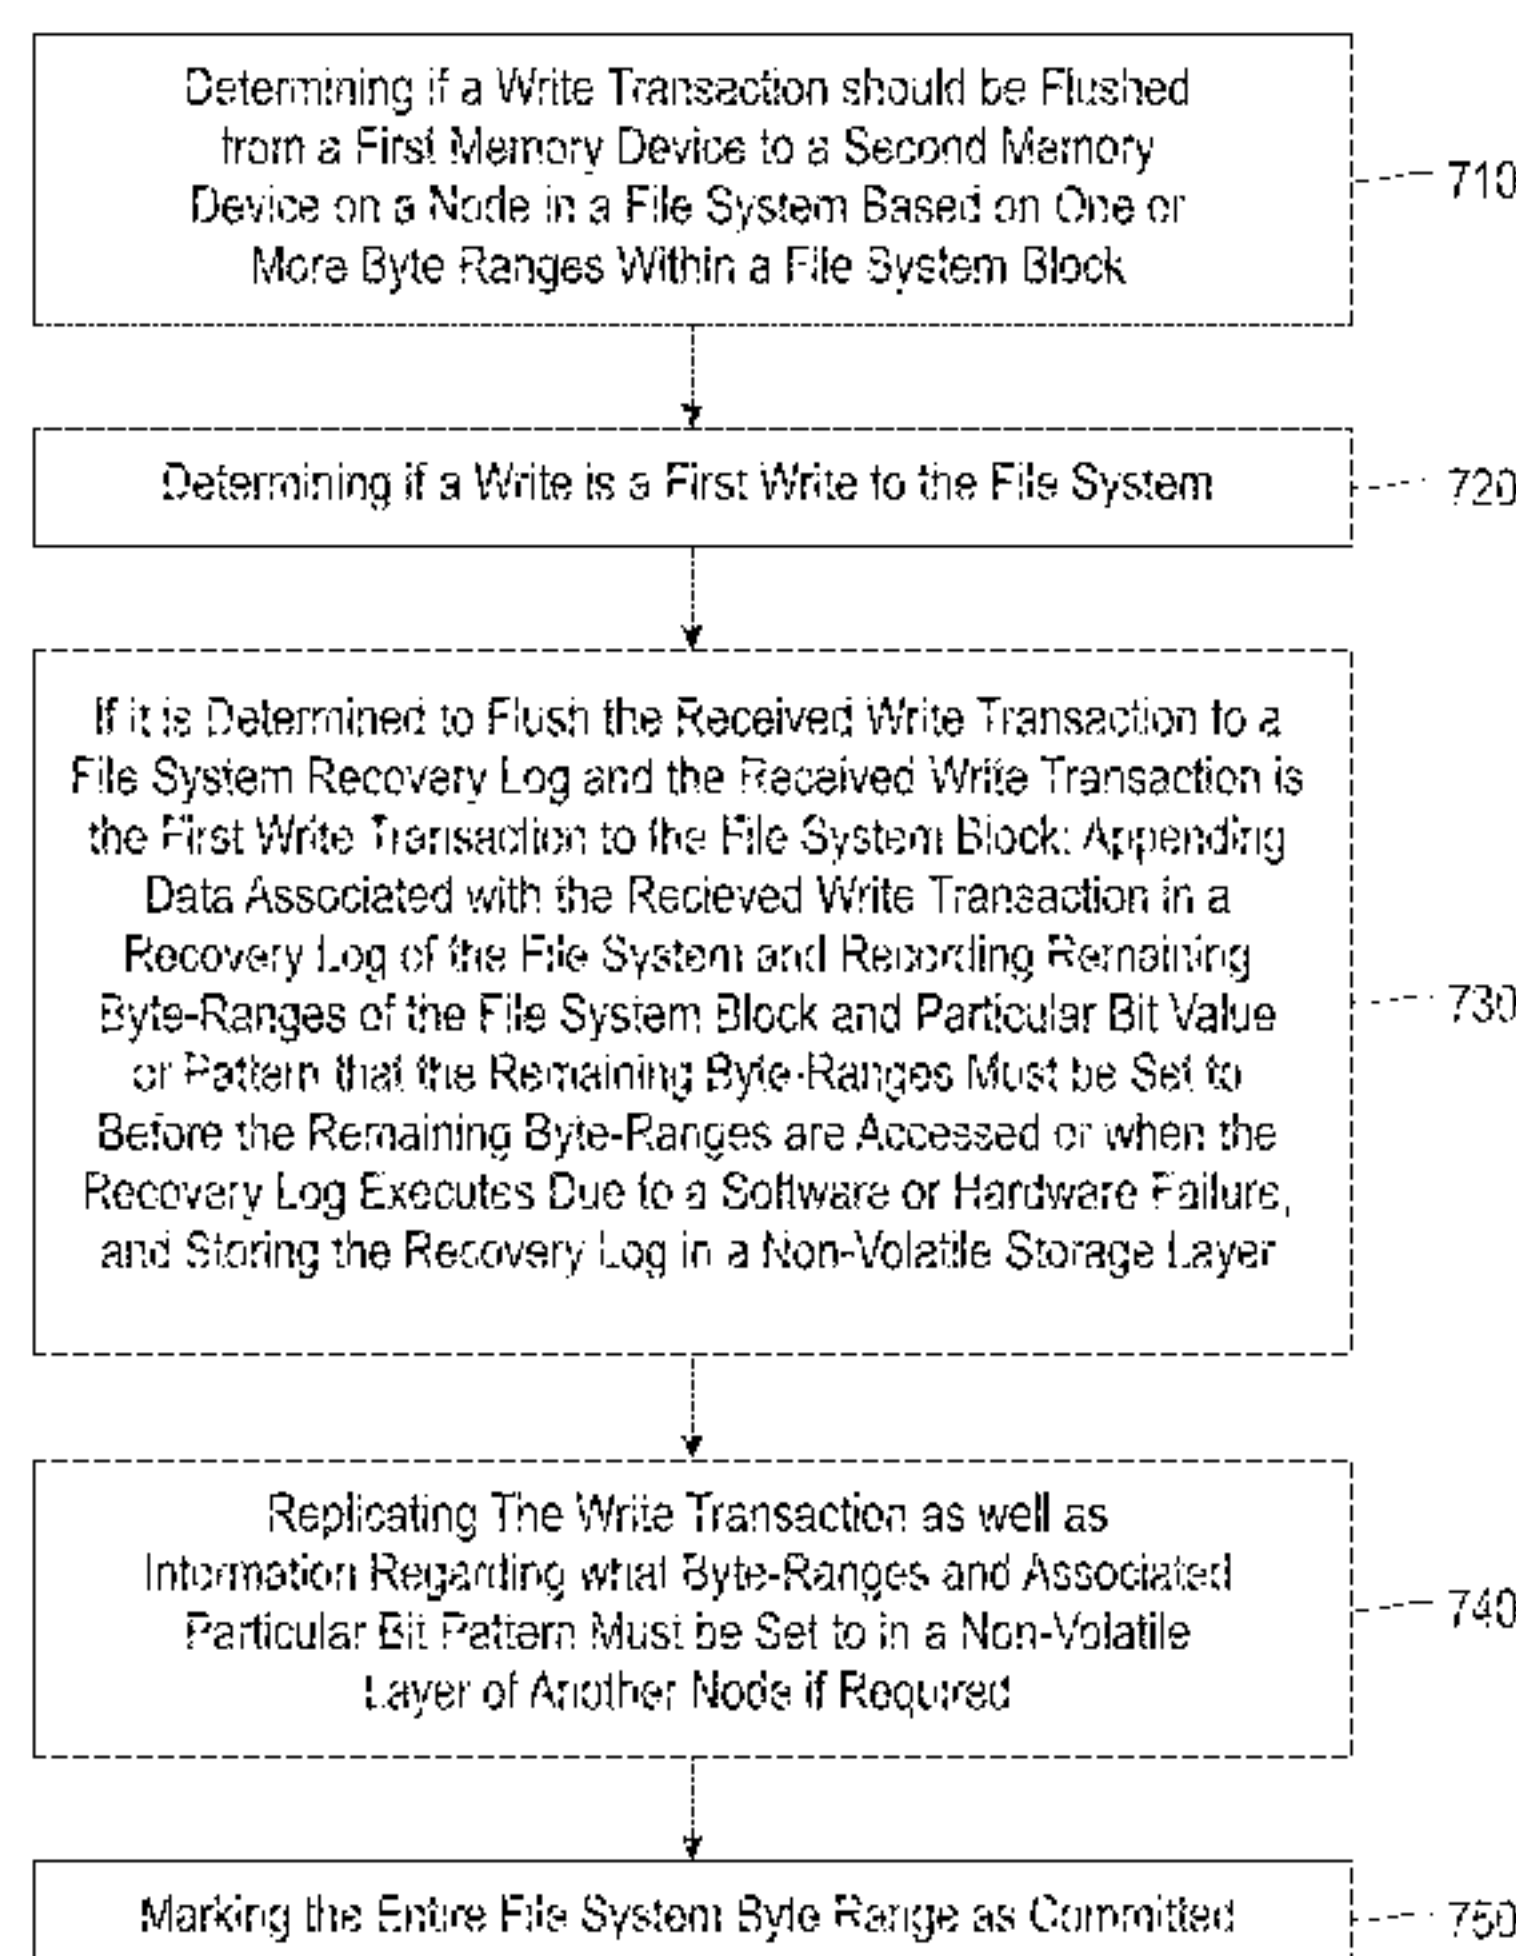 Determining if a Write Transaction should be Flushed
from a First Memory Device to a Second Memory
Device on a Node in a File System Based on One or
More Byte Ranges Within a File System Block
710
Determining if a Write is a First Write to the File System
720
If it is Determined to Flush the Received Write Transaction to a
File System Recovery Log and the Received Write Transaction is
the First Write Transaction to the File System Block: Appending
Data Associated with the Recieved Write Transaction in a
Recovery Log of the File System and Recording Remaining
Byte-Ranges of the File System Block and Particular Bit Value
or Pattern that the Remaining Byte-Ranges Must be Set to
Before the Remaining Byte-Ranges are Accessed or when the
Recovery Log Executes Due to a Software or Hardware Failure,
and Storing the Recovery Log in a Non-Volatile Storage Layer
730
Replicating The Write Transaction as well as
Information Regarding what Byte-Ranges and Associated
Particular Bit Pattern Must be Set to in a Non-Volatile
Layer of Another Node if Required
740
Marking the Entire File System Byte Range as Committed
750